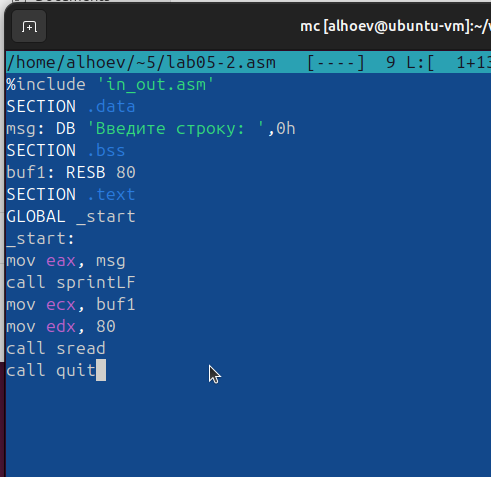 mc [alhoev@ubuntu-vm]:~/
/home/alhoev/~5/lab05-2.asm [----] 9 L:[ 1+13
%include 'in_out.asm'
SECTION .data
msg: DB 'Введите строку: ',0h
SECTION .bss
buf1: RESB 80
SECTION .text
GLOBAL _start
_start:
mov eax, msg
call sprintLF
mov ecx, buf1
mov edx, 80
call sread
call quit